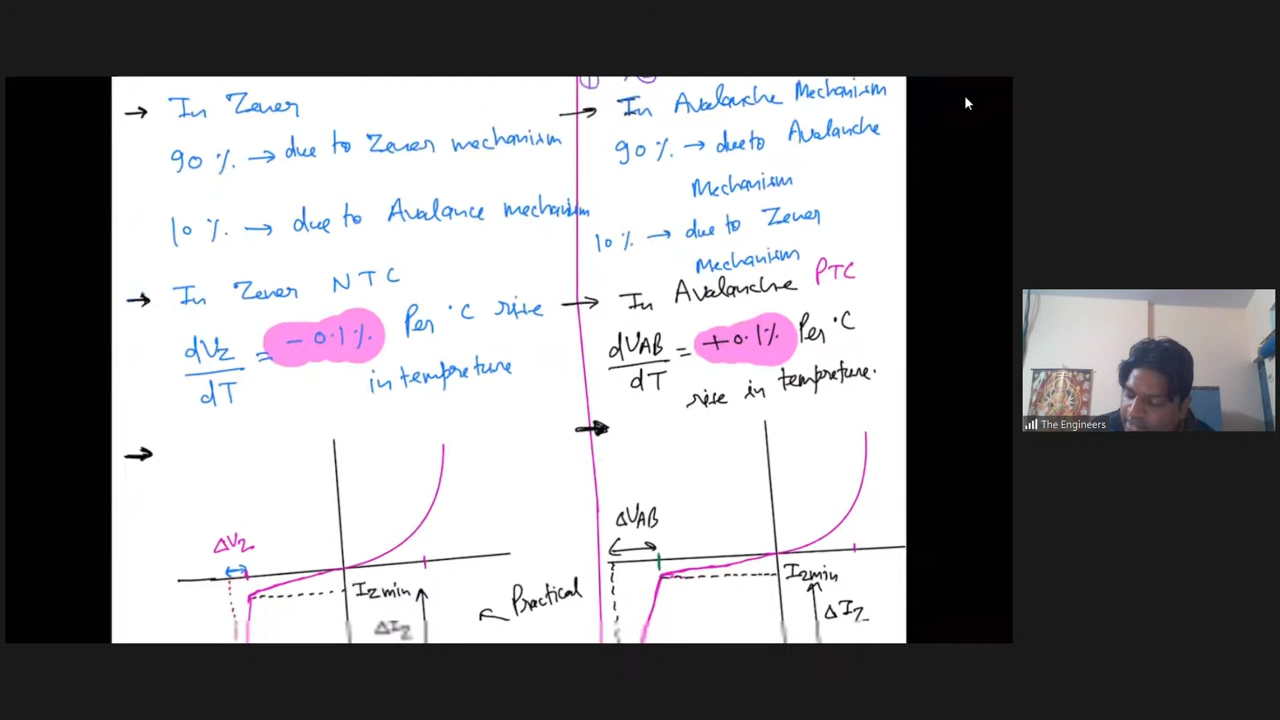 → In Zener
90 % → due to Zener mechanism
10 % → due to Avalance mechanism
→ In Zener NTC
dVz/dT = - 0.1 % Per °C rise
in tempreture
→
ΔVz
Izmin
ΔIz
Practical
→ In Avalanche Mechanism
90 % → due to Avalanche
Mechanism
10 % → due to Zener
Mechanism
→ In Avalanche PTC
dVAB/dT = +0.1 % Per °C
rise in tempreture.
→
ΔVAB
Izmin
ΔIz
The Engineers